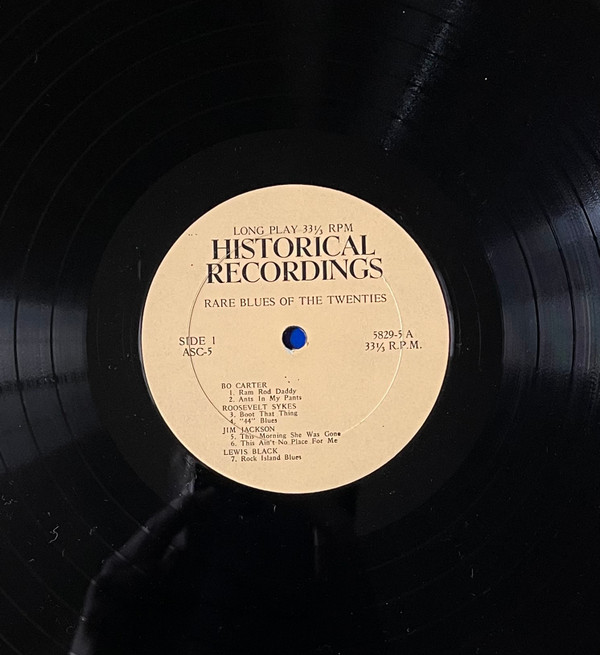 LONG PLAY 33⅓ RPM
HISTORICAL
RECORDINGS
RARE BLUES OF THE TWENTIES
SIDE 1
ASC-5
5829-5 A
33⅓ R.P.M.
BO CARTER
1. Ram Rod Daddy
2. Ants In My Pants
ROOSEVELT SYKES
3. Boot That Thing
4. "44" Blues
JIM JACKSON
5. This Morning She Was Gone
6. This Ain't No Place For Me
LEWIS BLACK
7. Rock Island Blues